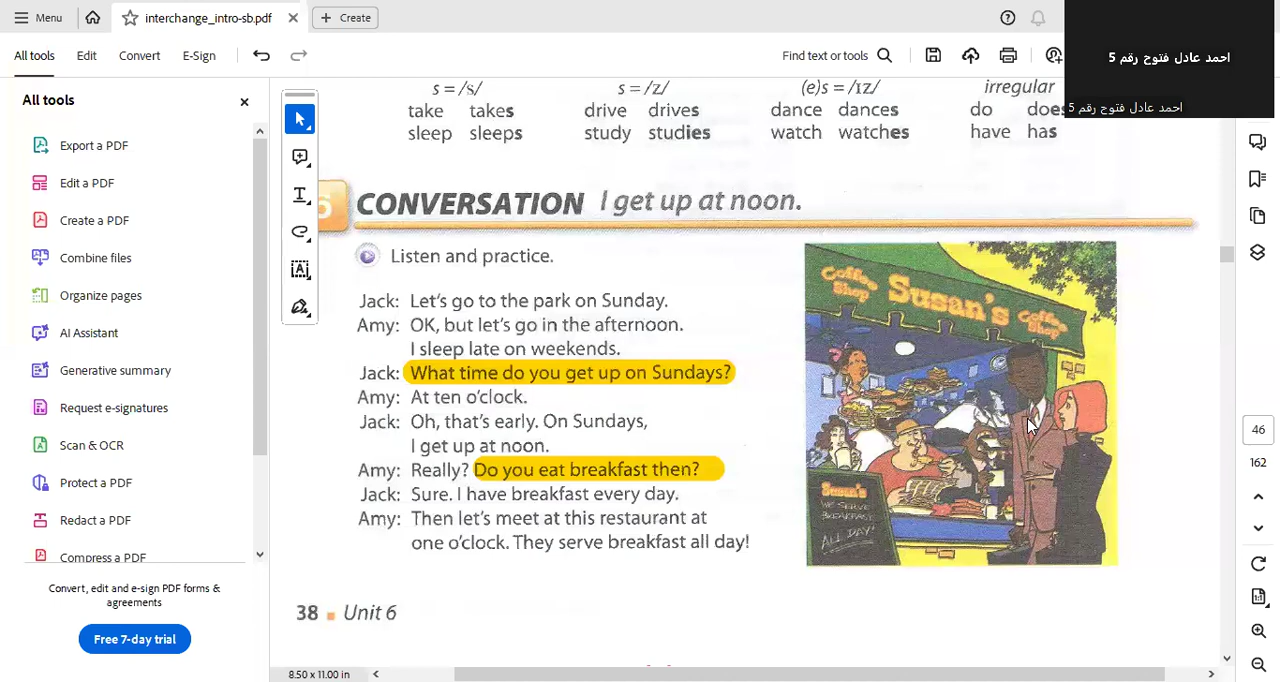 Menu
interchange_intro-sb.pdf
Create
All tools
Edit
Convert
E-Sign
Find text or tools
احمد عادل فتوح رقم 5
احمد عادل فتوح رقم 5
All tools
Export a PDF
Edit a PDF
Create a PDF
Combine files
Organize pages
AI Assistant
Generative summary
Request e-signatures
Scan & OCR
Protect a PDF
Redact a PDF
Compress a PDF
Convert, edit and e-sign PDF forms &
agreements
Free 7-day trial
s = /s/ s = /z/ (e)s = /ɪz/ irregular
take takes drive drives dance dances do does
sleep sleeps study studies watch watches have has
6 CONVERSATION I get up at noon.
Listen and practice.
Jack: Let's go to the park on Sunday.
Amy: OK, but let's go in the afternoon.
I sleep late on weekends.
Jack: What time do you get up on Sundays?
Amy: At ten o'clock.
Jack: Oh, that's early. On Sundays,
I get up at noon.
Amy: Really? Do you eat breakfast then?
Jack: Sure. I have breakfast every day.
Amy: Then let's meet at this restaurant at
one o'clock. They serve breakfast all day!
Coffee Shop Susan's Coffee Shop
Susan's
WE SERVE
BREAKFAST
ALL DAY!
38 Unit 6
46
162
8.50 x 11.00 in